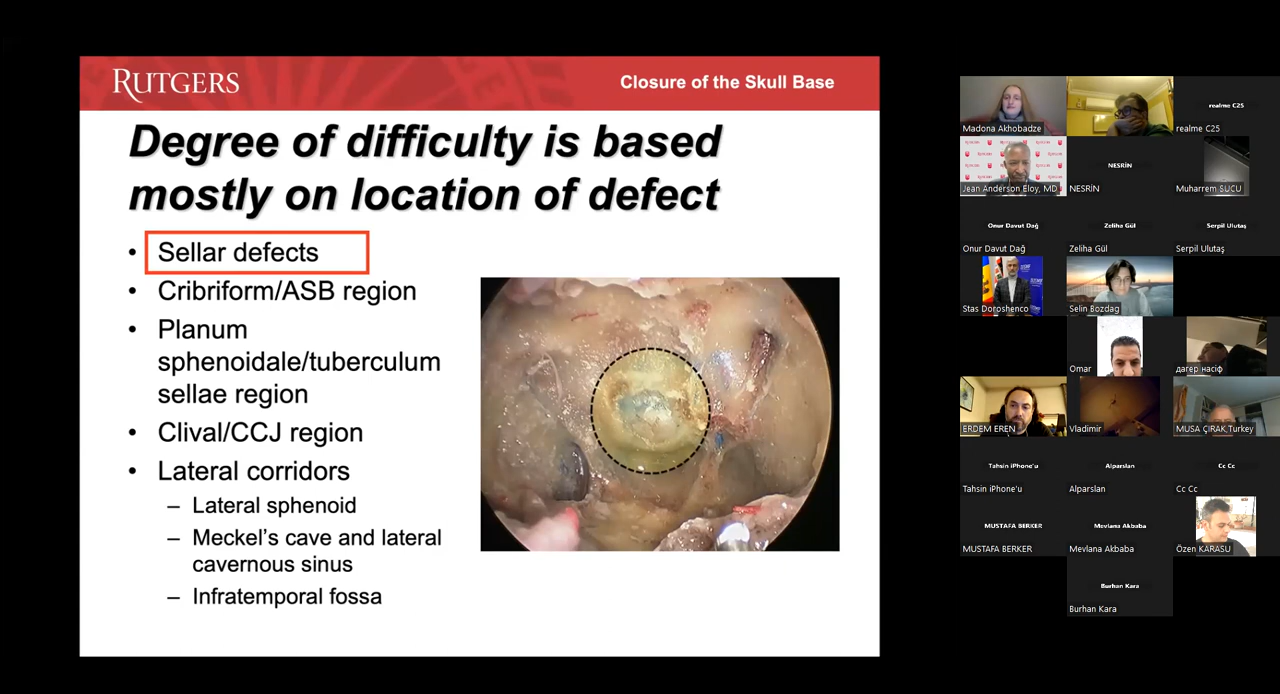 RUTGERS
Closure of the Skull Base
Degree of difficulty is based
mostly on location of defect
• Sellar defects
• Cribriform/ASB region
• Planum
sphenoidale/tuberculum
sellae region
• Clival/CCJ region
• Lateral corridors
– Lateral sphenoid
– Meckel's cave and lateral
cavernous sinus
– Infratemporal fossa
Madona Akhobadze
realme C25
realme C25
Jean Anderson Eloy, MD
NESRİN
NESRİN
Muharrem SUCU
Onur Davut Dağ
Onur Davut Dağ
Zeliha Gül
Zeliha Gül
Serpil Ulutaş
Serpil Ulutaş
Stas Doroshenco
Selin Bozdag
Omar
дагер насіф
ERDEM EREN
Vladimir
MUSA ÇIRAK,Turkey
Tahsin iPhone'u
Tahsin iPhone'u
Alparslan
Alparslan
Cc Cc
Cc Cc
MUSTAFA BERKER
MUSTAFA BERKER
Mevlana Akbaba
Mevlana Akbaba
Özen KARASU
Burhan Kara
Burhan Kara